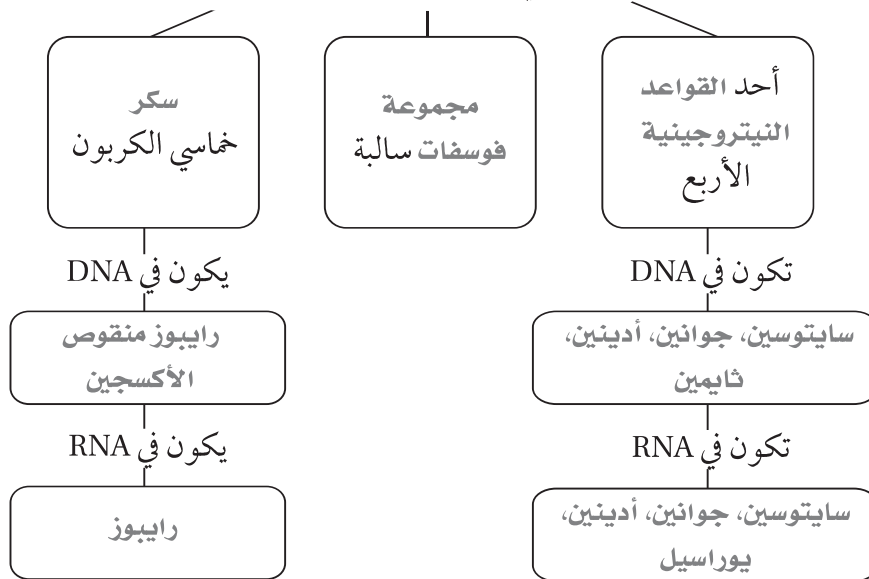 أحد القواعد
النيتروجينية
الأربع
مجموعة
فوسفات سالبة
سكر
خماسي الكربون
تكون في DNA
يكون في DNA
سايتوسين، جوانين، أدينين،
ثايمين
رايبوز منقوص
الأكسجين
تكون في RNA
يكون في RNA
سايتوسين، جوانين، أدينين،
يوراسيل
رايبوز